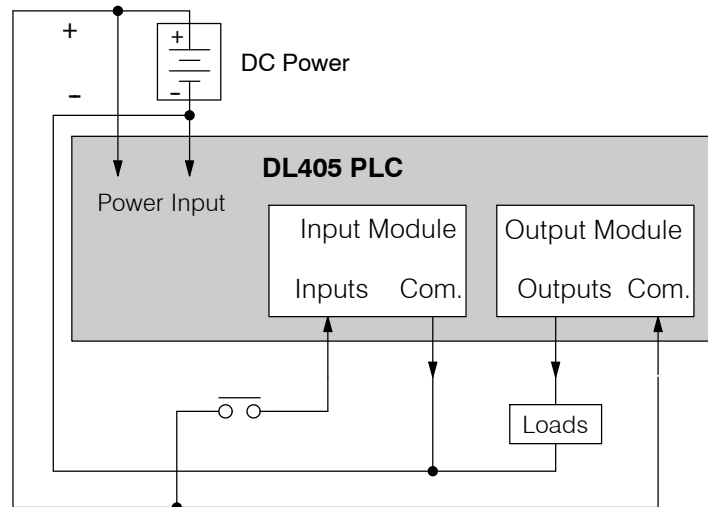 +
+
DC Power
-
-
DL405 PLC
Power Input
Input Module
Output Module
Inputs Com.
Outputs Com.
Loads